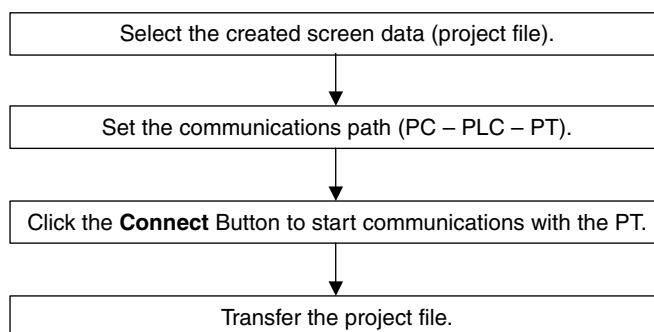 Select the created screen data (project file).
Set the communications path (PC – PLC – PT).
Click the Connect Button to start communications with the PT.
Transfer the project file.